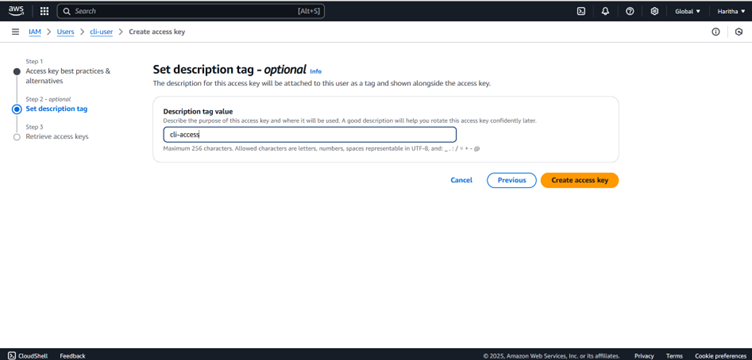 aws
Search [Alt+S]
Global ▼
Haritha ▼
IAM > Users > cli-user > Create access key
Step 1
Access key best practices & alternatives
Step 2 - optional
Set description tag
Step 3
Retrieve access keys
Set description tag - optional Info
The description for this access key will be attached to this user as a tag and shown alongside the access key.
Description tag value
Describe the purpose of this access key and where it will be used. A good description will help you rotate this access key confidently later.
cli-access
Maximum 256 characters. Allowed characters are letters, numbers, spaces representable in UTF-8, and: _ . : / = + - @
Cancel
Previous
Create access key
CloudShell
Feedback
© 2025, Amazon Web Services, Inc. or its affiliates.
Privacy
Terms
Cookie preferences